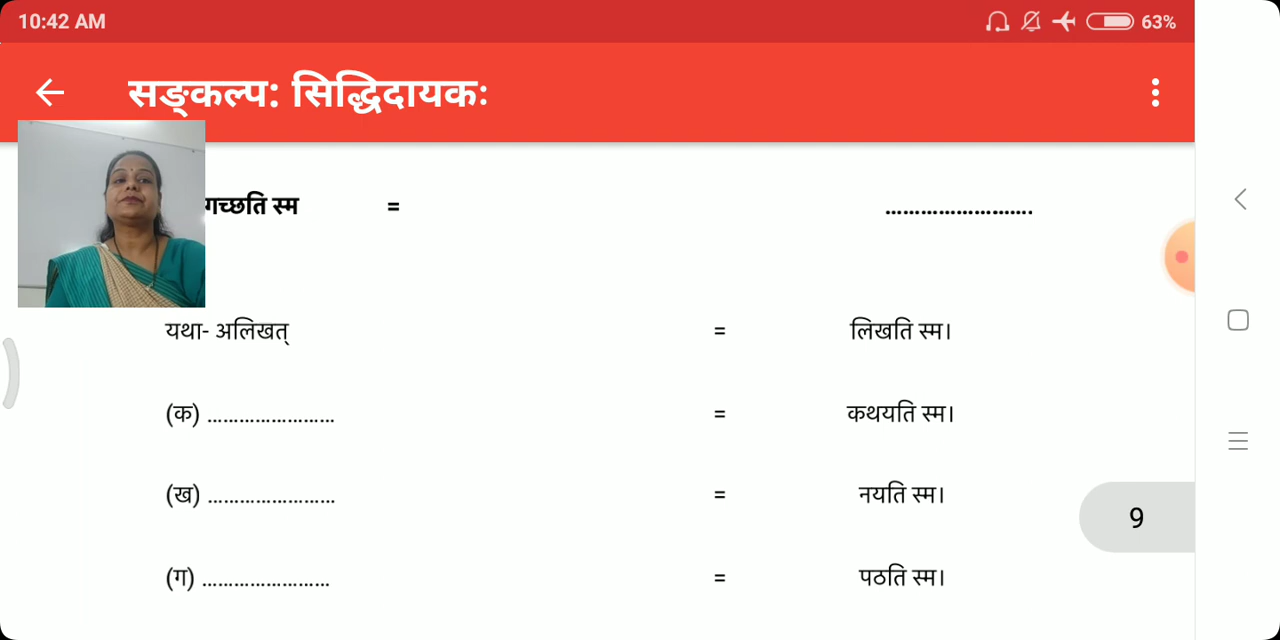 10:42 AM 63%
सङ्कल्प: सिद्धिदायकः
गच्छति स्म = ..........................
यथा- अलिखत् = लिखति स्म।
(क) ........................ = कथयति स्म।
(ख) ........................ = नयति स्म।
9
(ग) ........................ = पठति स्म।